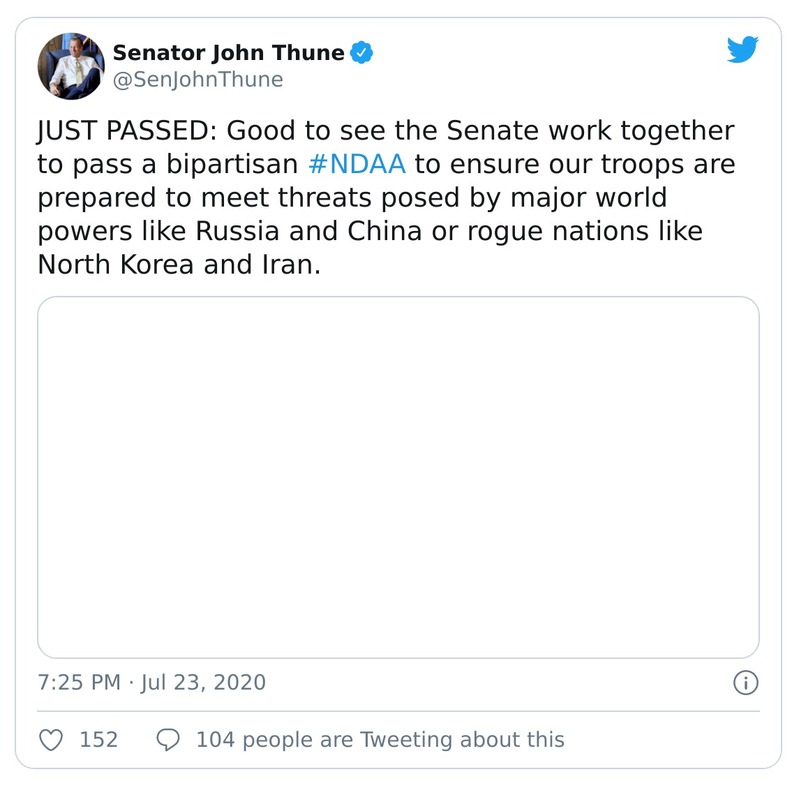 Senator John Thune
@SenJohnThune
JUST PASSED: Good to see the Senate work together
to pass a bipartisan #NDAA to ensure our troops are
prepared to meet threats posed by major world
powers like Russia and China or rogue nations like
North Korea and Iran.
7:25 PM · Jul 23, 2020
152 104 people are Tweeting about this